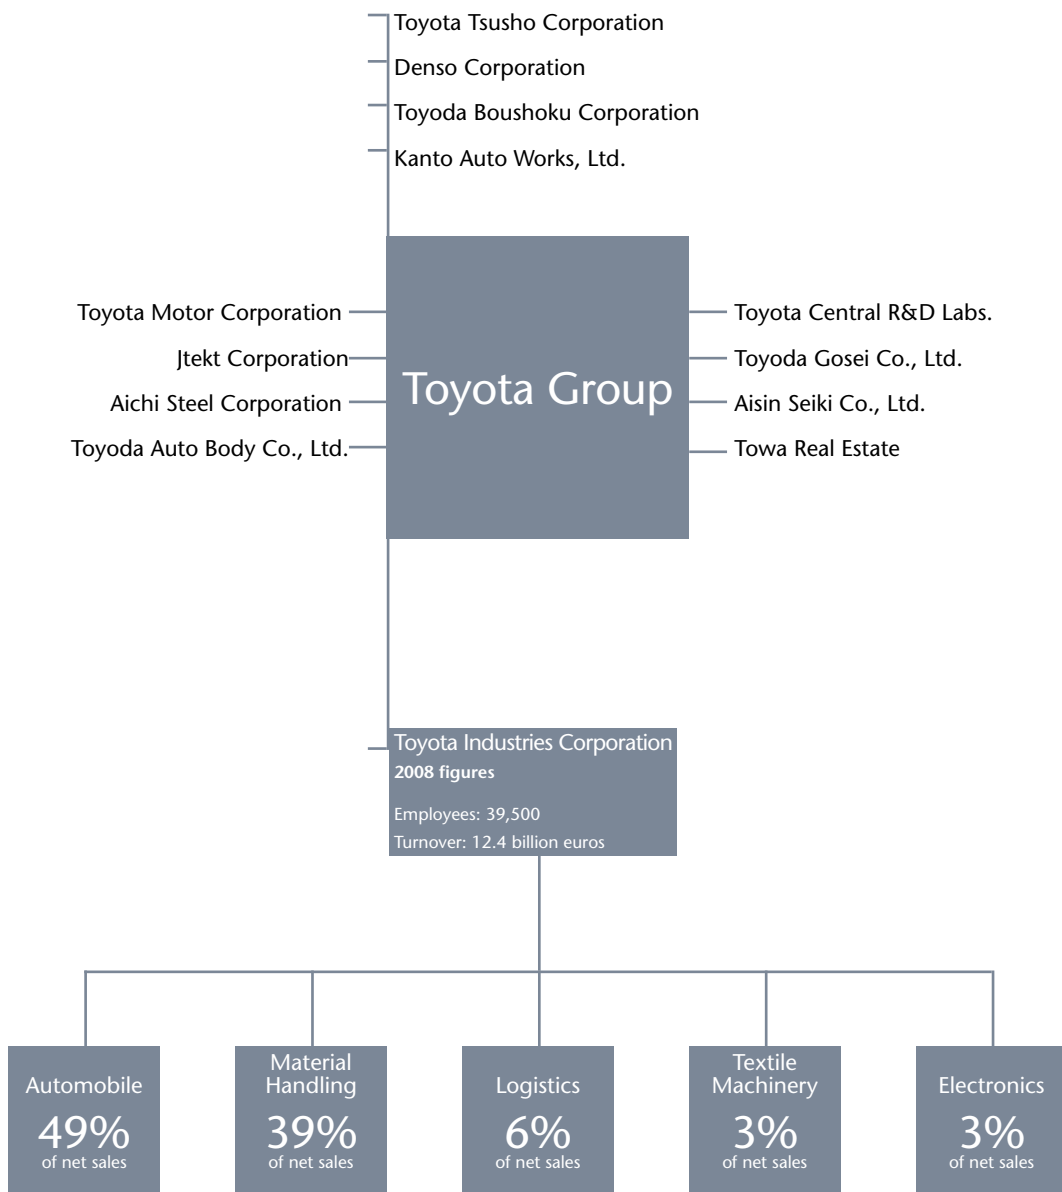 Toyota Tsusho Corporation
Denso Corporation
Toyoda Boushoku Corporation
Kanto Auto Works, Ltd.
Toyota Motor Corporation
Jtekt Corporation
Aichi Steel Corporation
Toyoda Auto Body Co., Ltd.
Toyota Group
Toyota Central R&D Labs.
Toyoda Gosei Co., Ltd.
Aisin Seiki Co., Ltd.
Towa Real Estate
Toyota Industries Corporation
2008 figures
Employees: 39,500
Turnover: 12.4 billion euros
Automobile
49%
of net sales
Material
Handling
39%
of net sales
Logistics
6%
of net sales
Textile
Machinery
3%
of net sales
Electronics
3%
of net sales